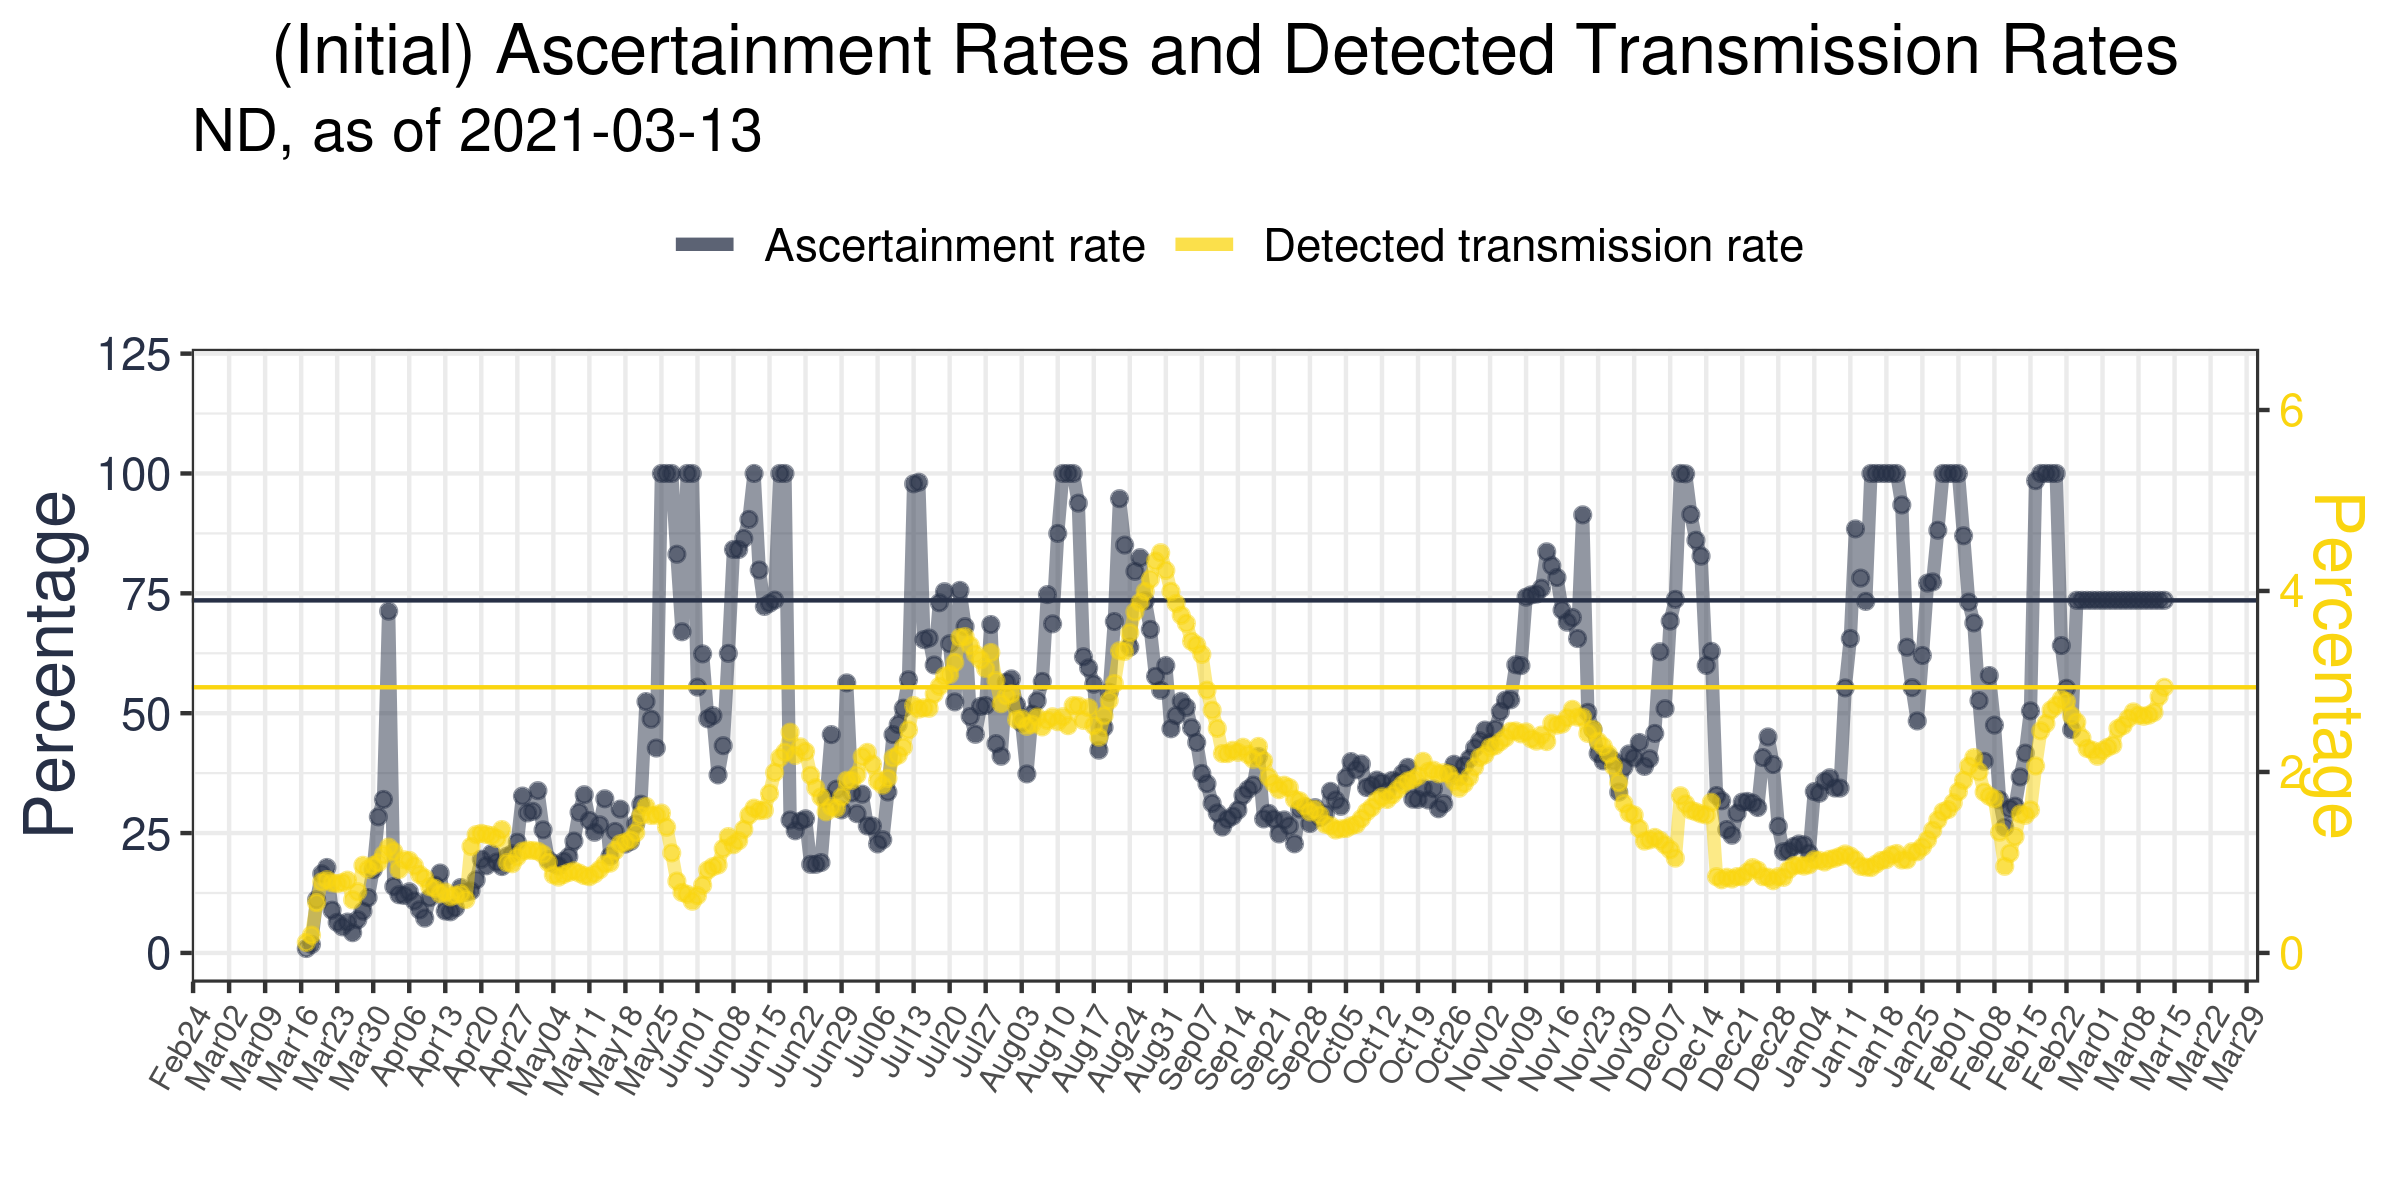 (Initial) Ascertainment Rates and Detected Transmission Rates
ND, as of 2021-03-13
Ascertainment rate
Detected transmission rate
Percentage
125
100
75
50
25
0
6
4
2
0
Percentage
Feb24
Mar02
Mar09
Mar16
Mar23
Mar30
Apr06
Apr13
Apr20
Apr27
May04
May11
May18
May25
Jun01
Jun08
Jun15
Jun22
Jun29
Jul06
Jul13
Jul20
Jul27
Aug03
Aug10
Aug17
Aug24
Aug31
Sep07
Sep14
Sep21
Sep28
Oct05
Oct12
Oct19
Oct26
Nov02
Nov09
Nov16
Nov23
Nov30
Dec07
Dec14
Dec21
Dec28
Jan04
Jan11
Jan18
Jan25
Feb01
Feb08
Feb15
Feb22
Mar01
Mar08
Mar15
Mar22
Mar29